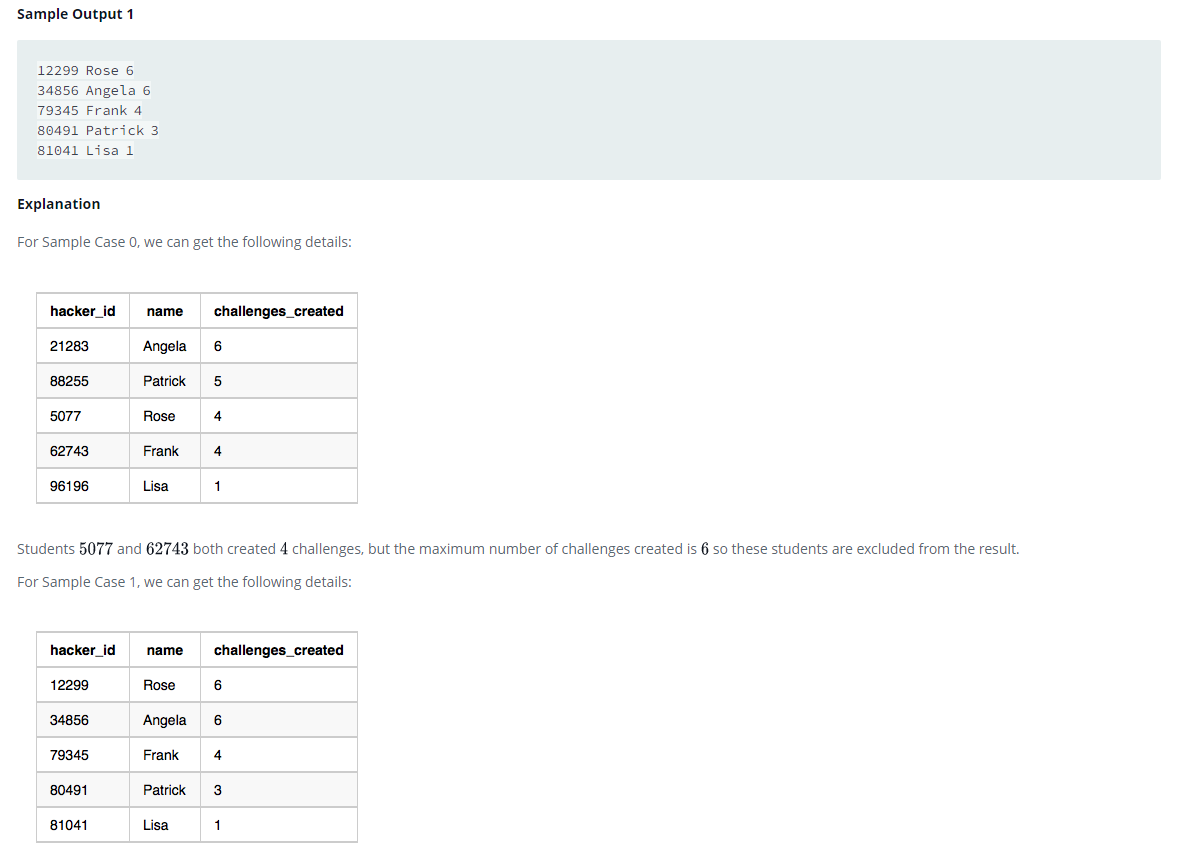 Sample Output 1
12299 Rose 6
34856 Angela 6
79345 Frank 4
80491 Patrick 3
81041 Lisa 1
Explanation
For Sample Case 0, we can get the following details:
hacker_id name challenges_created
21283 Angela 6
88255 Patrick 5
5077 Rose 4
62743 Frank 4
96196 Lisa 1
Students 5077 and 62743 both created 4 challenges, but the maximum number of challenges created is 6 so these students are excluded from the result.
For Sample Case 1, we can get the following details:
hacker_id name challenges_created
12299 Rose 6
34856 Angela 6
79345 Frank 4
80491 Patrick 3
81041 Lisa 1